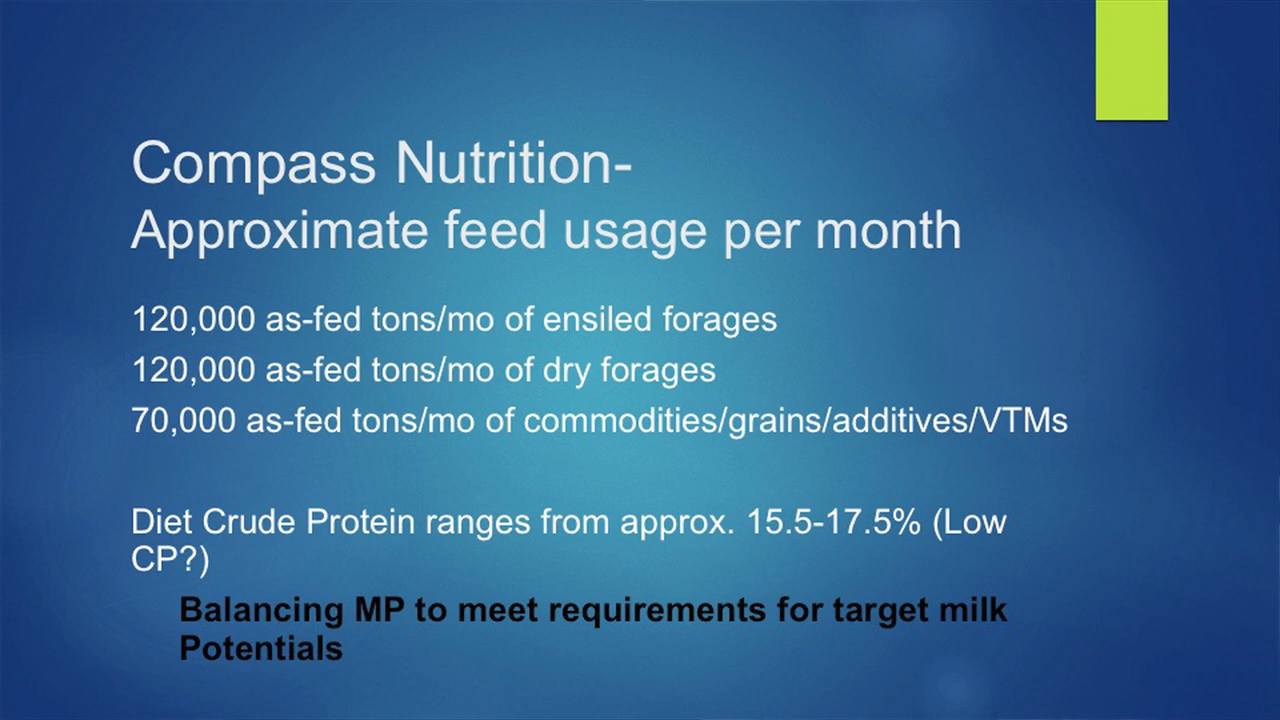 Compass Nutrition-
Approximate feed usage per month
120,000 as-fed tons/mo of ensiled forages
120,000 as-fed tons/mo of dry forages
70,000 as-fed tons/mo of commodities/grains/additives/VTMs
Diet Crude Protein ranges from approx. 15.5-17.5% (Low
CP?)
Balancing MP to meet requirements for target milk
Potentials